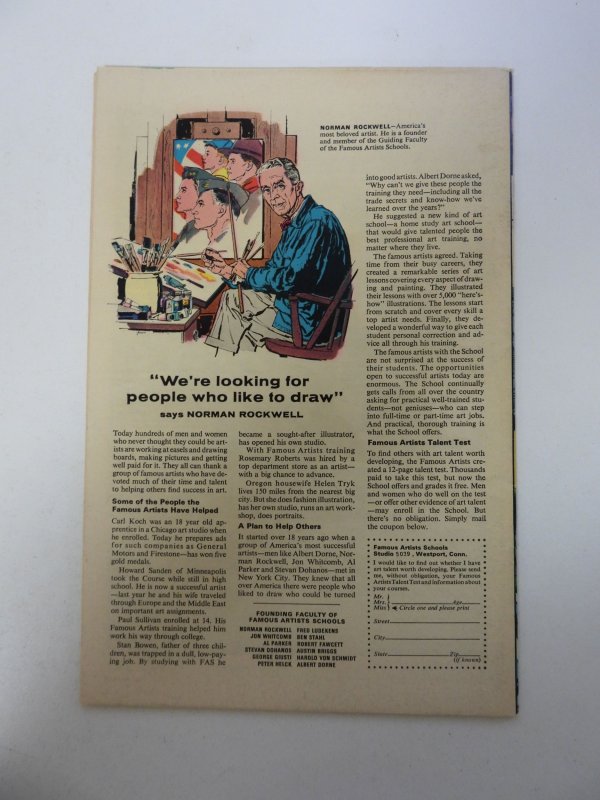 NORMAN ROCKWELL—America's
most beloved artist. He is a founder
and member of the Guiding Faculty
of the Famous Artists Schools.
"We're looking for
people who like to draw"
says NORMAN ROCKWELL
Today hundreds of men and women
who never thought they could be art-
ists are working at easels and drawing
boards, making pictures and getting
well paid for it. They all can thank a
group of famous artists who have de-
voted much of their time and talent
to helping others find success in art.
Some of the People the
Famous Artists Have Helped
Carl Koch was an 18 year old ap-
prentice in a Chicago art studio when
he enrolled. Today he prepares ads
for such companies as General
Motors and Firestone—has won five
gold medals.
Howard Sanden of Minneapolis
took the Course while still in high
school. He is now a successful artist
—last year he and his wife traveled
through Europe and the Middle East
on important art assignments.
Paul Sullivan enrolled at 14. His
Famous Artists training helped him
work his way through college.
Stan Bowen, father of three chil-
dren, was trapped in a dull, low-pay-
ing job. By studying with FAS he
became a sought-after illustrator,
has opened his own studio.
With Famous Artists training
Rosemary Roberts was hired by a
top department store as an artist—
with a big chance to advance.
Oregon housewife Helen Tryk
lives 150 miles from the nearest big
city. But she does fashion illustration,
has her own studio, runs an art work-
shop, does portraits.
A Plan to Help Others
It started over 18 years ago when a
group of America's most successful
artists—men like Albert Dorne, Nor-
man Rockwell, Jon Whitcomb, Al
Parker and Stevan Dohanos—met in
New York City. They knew that all
over America there were people who
liked to draw who could be turned
into good artists. Albert Dorne asked,
"Why can't we give these people the
training they need—including all the
trade secrets and know-how we've
learned over the years?"
He suggested a new kind of art
school—a home study art school—
that would give talented people the
best professional art training, no
matter where they live.
The famous artists agreed. Taking
time from their busy careers, they
created a remarkable series of art
lessons covering every aspect of draw-
ing and painting. They illustrated
their lessons with over 5,000 "here's-
how" illustrations. The lessons start
from scratch and cover every skill a
top artist needs. Finally, they de-
veloped a wonderful way to give each
student personal correction and ad-
vice all through his training.
The famous artists with the School
are not surprised at the success of
their students. The opportunities
open to successful artists today are
enormous. The School continually
gets calls from all over the country
asking for practical well-trained stu-
dents—not geniuses—who can step
into full-time or part-time art jobs.
And practical, thorough training is
what the School offers.
Famous Artists Talent Test
To find others with art talent worth
developing, the Famous Artists cre-
ated a 12-page talent test. Thousands
paid to take this test, but now the
School offers and grades it free. Men
and women who do well on the test
—or offer other evidence of art talent
—may enroll in the School. But
there's no obligation. Simply mail
the coupon below.
FOUNDING FACULTY OF
FAMOUS ARTISTS SCHOOLS
NORMAN ROCKWELL FRED LUDEKENS
JON WHITCOMB BEN STAHL
AL PARKER ROBERT FAWCETT
STEVAN DOHANOS AUSTIN BRIGGS
GEORGE GIUSTI HAROLD VON SCHMIDT
PETER HELCK ALBERT DORNE
Famous Artists Schools
Studio 5039, Westport, Conn.
I would like to find out whether I have
art talent worth developing. Please send
me, without obligation, your Famous
Artists Talent Test and information about
your courses.
Mr.
Mrs. Age
Miss Circle one and please print
Street
City
State Zip
(if known)